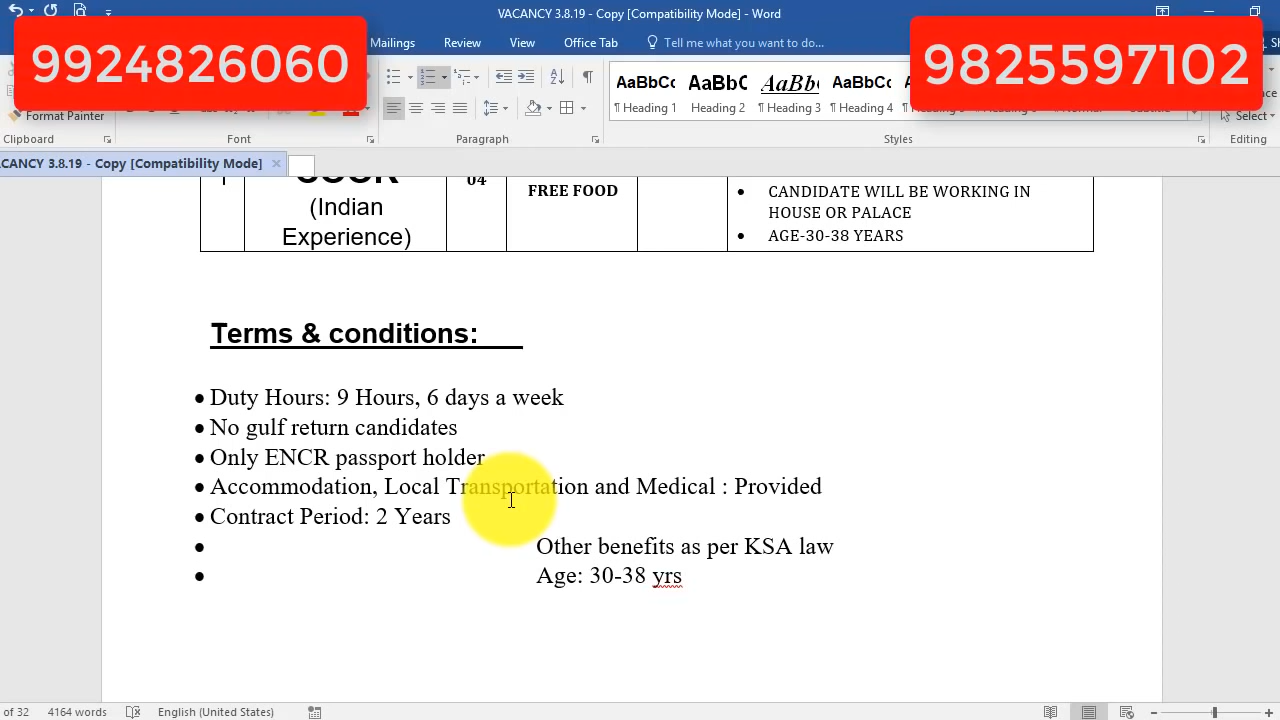 VACANCY 3.8.19 - Copy [Compatibility Mode] - Word
9924826060
9825597102
Mailings Review View Office Tab Tell me what you want to do...
AaBbCc AaBbC AaBb AaBbCc
Format Painter
¶ Heading 1 Heading 2 ¶ Heading 3 ¶ Heading 4
Select
Clipboard Font Paragraph Styles Editing
ACANCY 3.8.19 - Copy [Compatibility Mode]
1 COOK 04 FREE FOOD
(Indian
Experience)
• CANDIDATE WILL BE WORKING IN
HOUSE OR PALACE
• AGE-30-38 YEARS
Terms & conditions:
• Duty Hours: 9 Hours, 6 days a week
• No gulf return candidates
• Only ENCR passport holder
• Accommodation, Local Transportation and Medical : Provided
• Contract Period: 2 Years
• Other benefits as per KSA law
• Age: 30-38 yrs
of 32 4164 words English (United States)